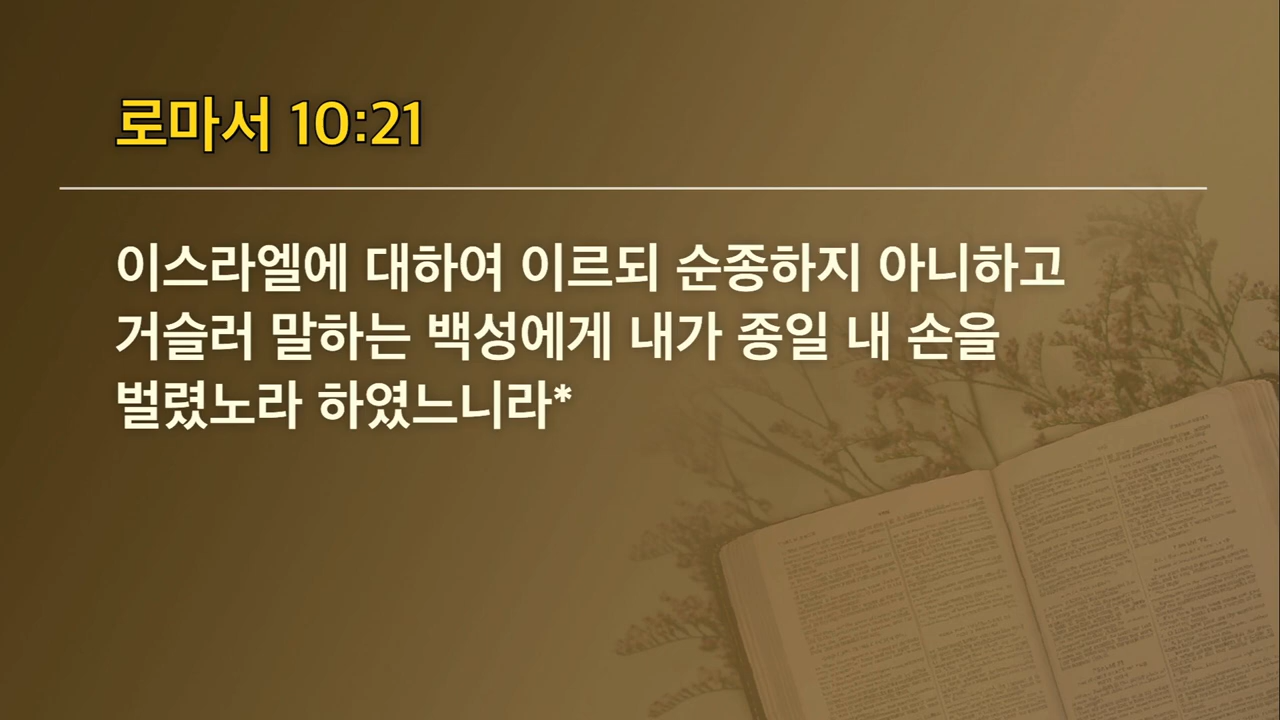 로마서 10:21
이스라엘에 대하여 이르되 순종하지 아니하고
거슬러 말하는 백성에게 내가 종일 내 손을
벌렸노라 하였느니라*